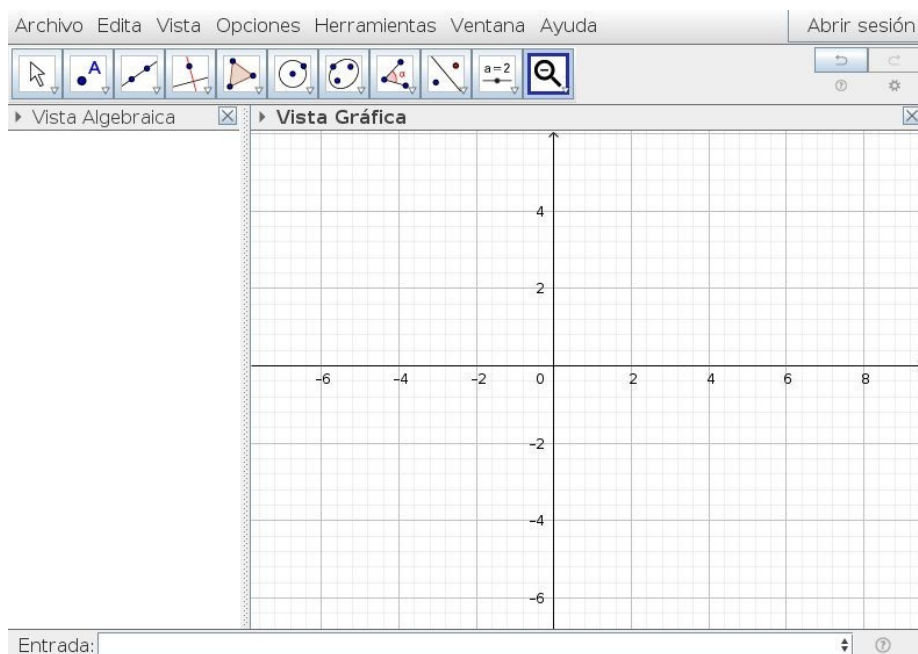 Archivo Edita Vista Opciones Herramientas Ventana Ayuda Abrir sesión
A α a=2
Vista Algebraica Vista Gráfica
4
2
-6 -4 -2 0 2 4 6 8
-2
-4
-6
Entrada: